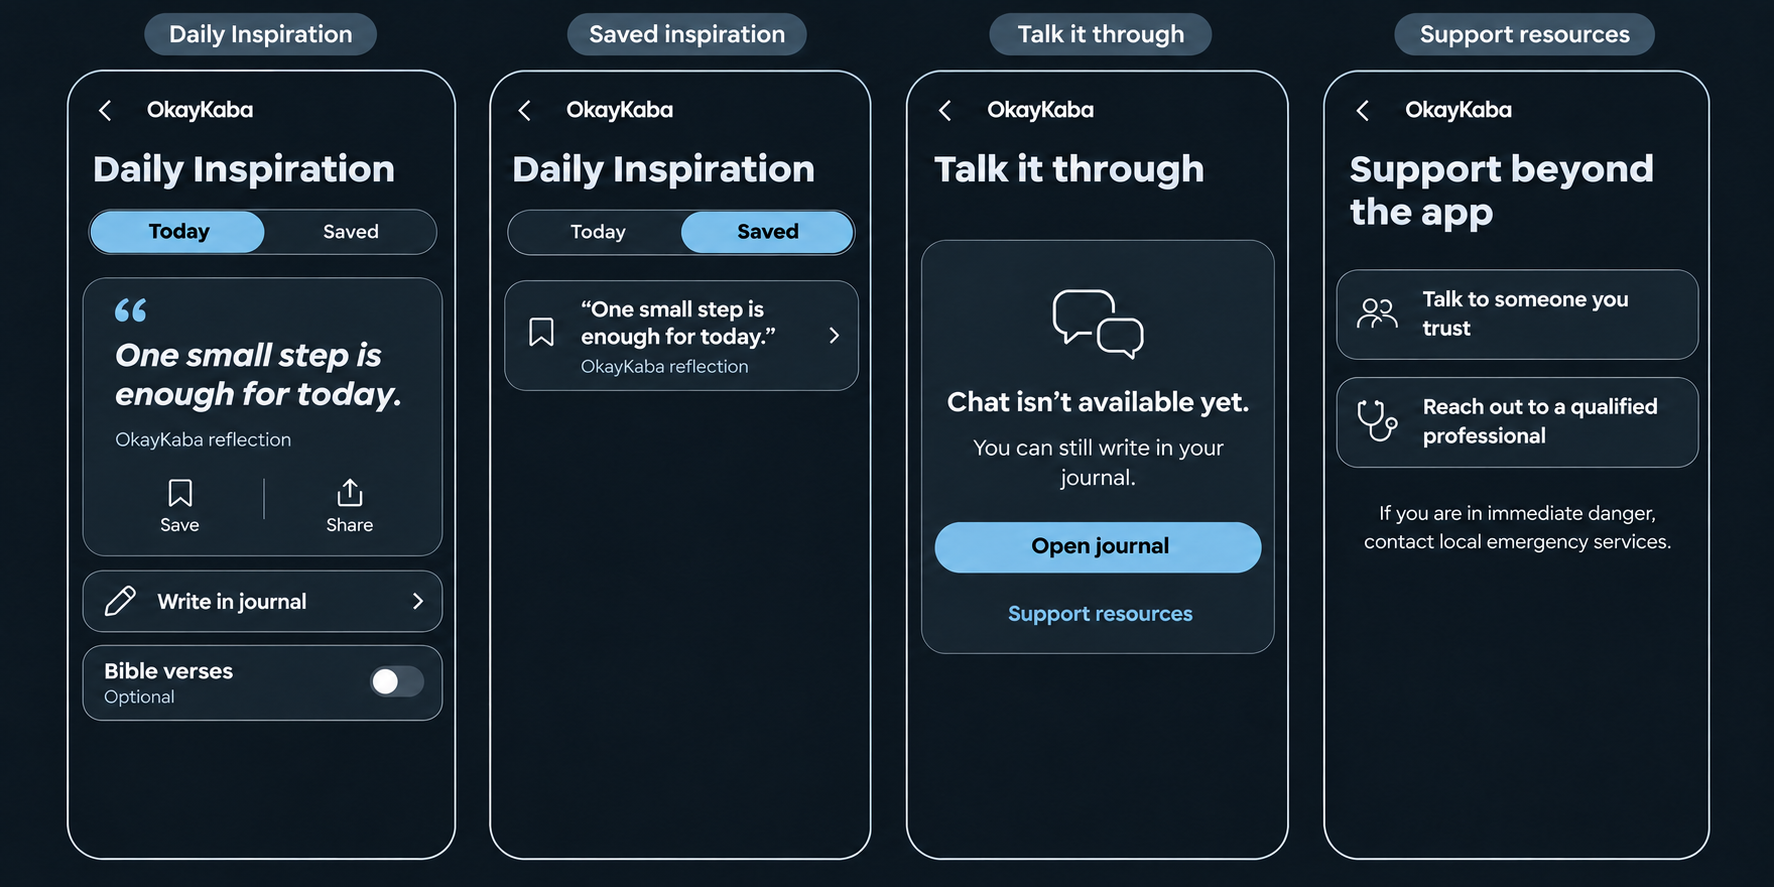 Daily Inspiration
OkayKaba
Daily Inspiration
Today
Saved
“
One small step is
enough for today.
OkayKaba reflection
Save
Share
Write in journal
Bible verses
Optional
Saved inspiration
OkayKaba
Daily Inspiration
Today
Saved
“One small step is
enough for today.”
OkayKaba reflection
Talk it through
OkayKaba
Talk it through
Chat isn’t available yet.
You can still write in your
journal.
Open journal
Support resources
Support resources
OkayKaba
Support beyond
the app
Talk to someone you
trust
Reach out to a qualified
professional
If you are in immediate danger,
contact local emergency services.